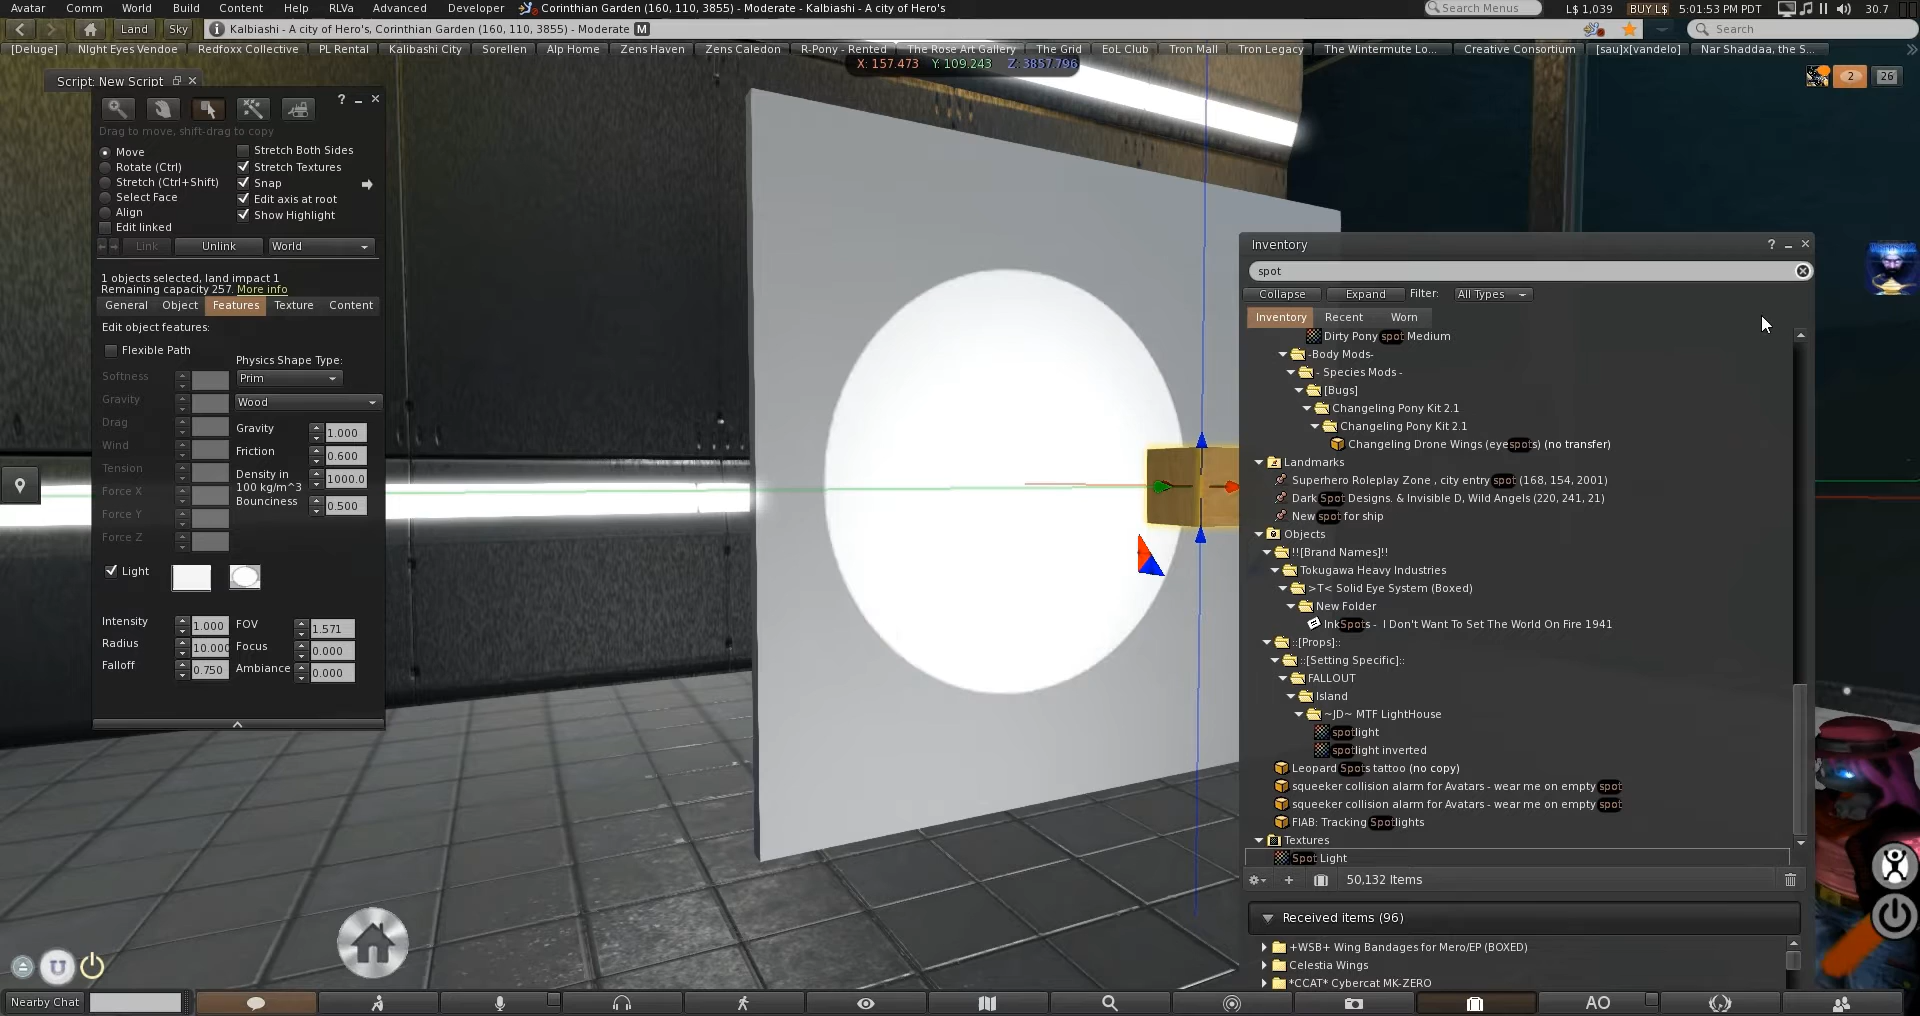 Avatar Comm World Build Content Help RLVa Advanced Developer Corinthian Garden (160, 110, 3855) - Moderate - Kalbiashi - A city of Hero's Search Menus L$ 1,039 BUY L$ 5:01:53 PM PDT 30.7
Land Sky Kalbiashi - A city of Hero's, Corinthian Garden (160, 110, 3855) - Moderate M Search
[Deluge] NIght Eyes Vendoe Redfoxx Collective PL Rental Kalibashi City Sorellen Alp Home Zens Haven Zens Caledon R-Pony - Rented The Rose Art Gallery The Grid EoL Club Tron Mall Tron Legacy The Wintermute Lo... Creative Consortium [sau]x[vandelo] Nar Shaddaa, the S...
X: 157.473 Y: 109.243 Z: 3857.796
2 26
Script: New Script
?
Drag to move, shift-drag to copy
Move
Rotate (Ctrl)
Stretch (Ctrl+Shift)
Select Face
Align
Edit linked
Stretch Both Sides
Stretch Textures
Snap
Edit axis at root
Show Highlight
Link Unlink World
1 objects selected, land impact 1
Remaining capacity 257. More info
General Object Features Texture Content
Edit object features:
Flexible Path
Softness
Gravity
Drag
Wind
Tension
Force X
Force Y
Force Z
Physics Shape Type:
Prim
Wood
Gravity 1.000
Friction 0.600
Density in
100 kg/m^3 1000.0
Bounciness 0.500
Light
Intensity 1.000 FOV 1.571
Radius 10.000 Focus 0.000
Falloff 0.750 Ambiance 0.000
Inventory ?
spot
Collapse Expand Filter: All Types
Inventory Recent Worn
Dirty Pony spot Medium
-Body Mods-
- Species Mods -
[Bugs]
Changeling Pony Kit 2.1
Changeling Pony Kit 2.1
Changeling Drone Wings (eyespots) (no transfer)
Landmarks
Superhero Roleplay Zone , city entry spot (168, 154, 2001)
Dark Spot Designs. & Invisible D, Wild Angels (220, 241, 21)
New spot for ship
Objects
!![Brand Names]!!
Tokugawa Heavy Industries
>T< Solid Eye System (Boxed)
New Folder
InkSpots - I Don't Want To Set The World On Fire 1941
::[Props]::
::[Setting Specific]::
FALLOUT
Island
~JD~ MTF LightHouse
spotlight
spotlight inverted
Leopard Spots tattoo (no copy)
squeeker collision alarm for Avatars - wear me on empty spot
squeeker collision alarm for Avatars - wear me on empty spot
FIAB: Tracking Spotlights
Textures
Spot Light
50,132 Items
Received items (96)
+WSB+ Wing Bandages for Mero/EP (BOXED)
Celestia Wings
*CCAT* Cybercat MK-ZERO
Nearby Chat AO